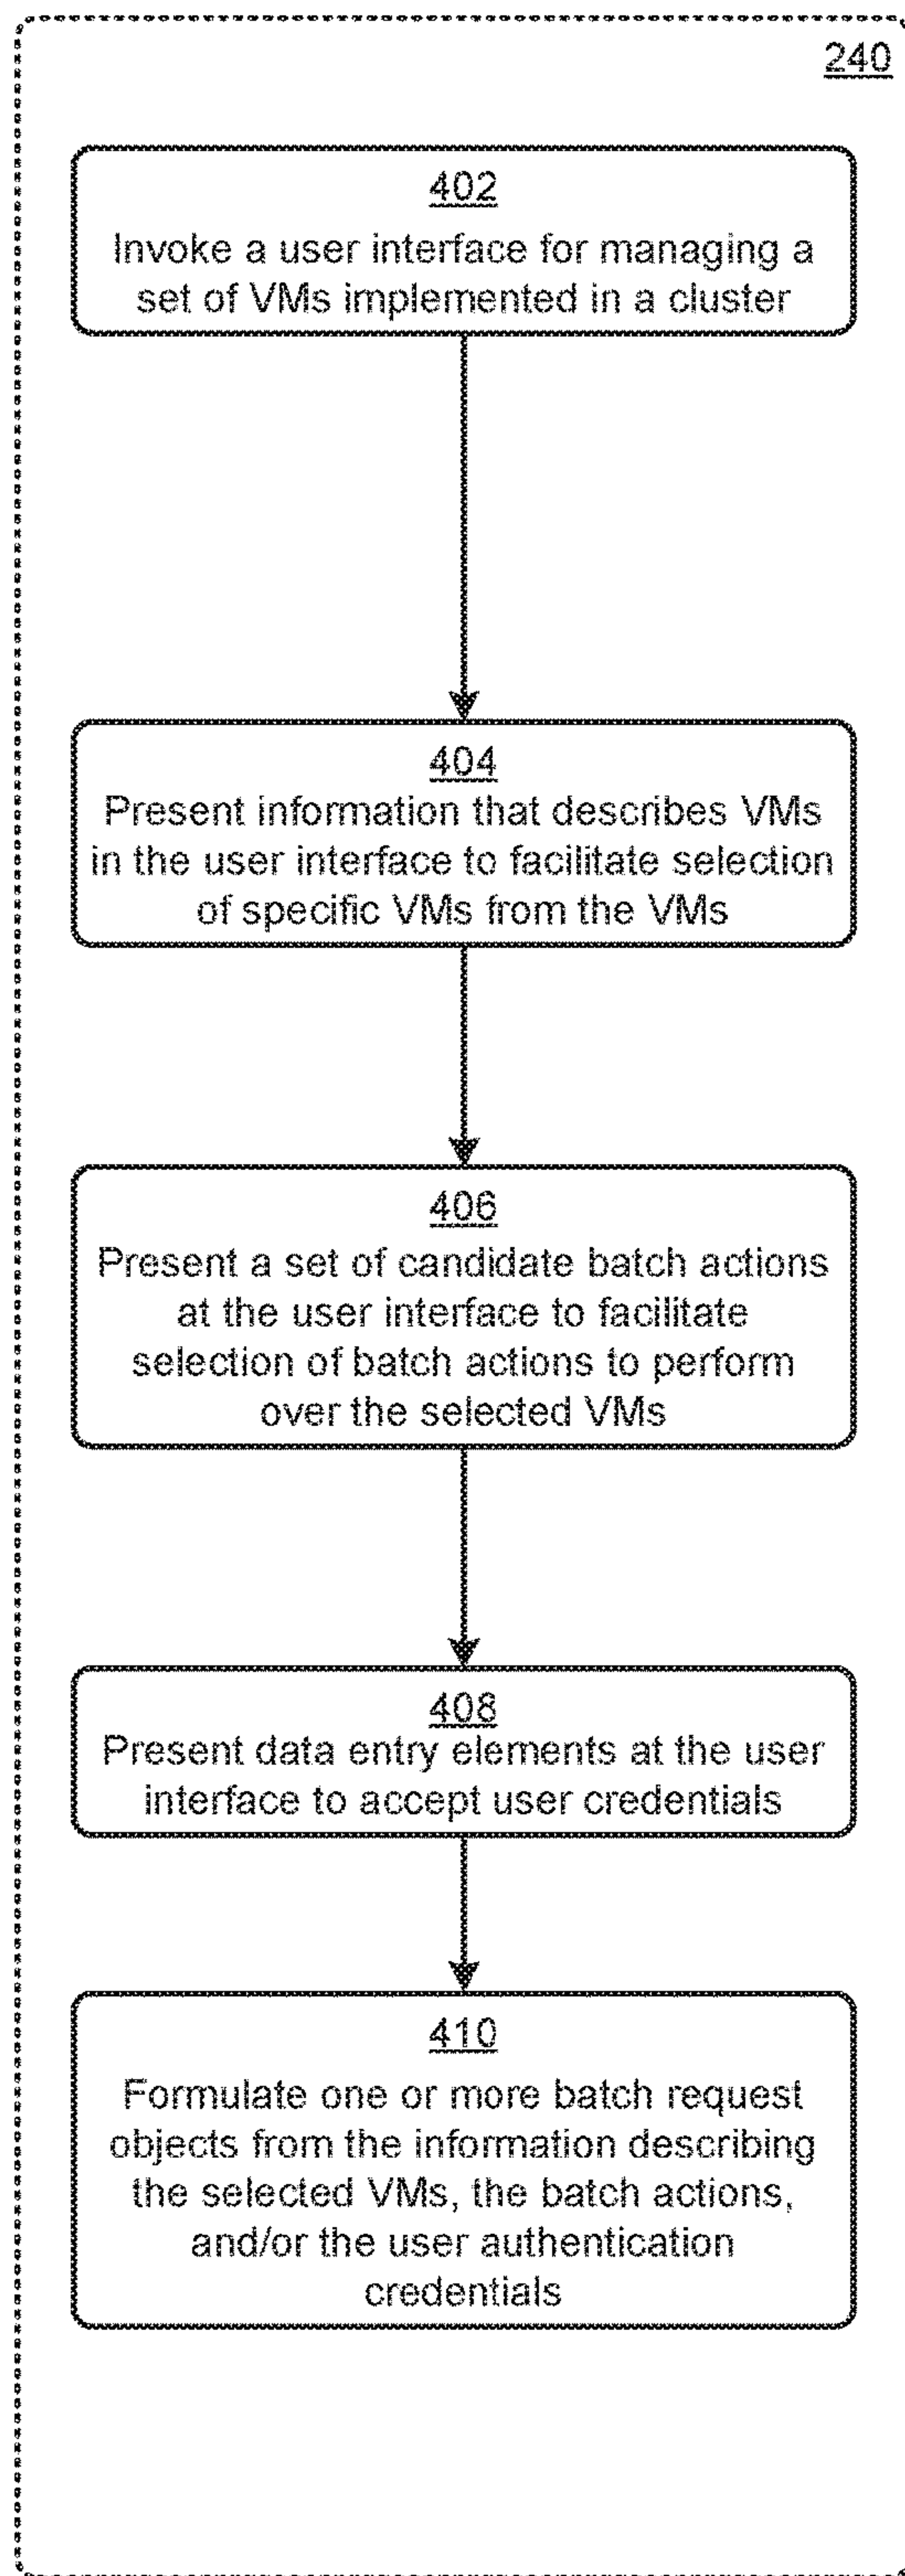 240
402
Invoke a user interface for managing a
set of VMs implemented in a cluster
404
Present information that describes VMs
in the user interface to facilitate selection
of specific VMs from the VMs
406
Present a set of candidate batch actions
at the user interface to facilitate
selection of batch actions to perform
over the selected VMs
408
Present data entry elements at the user
interface to accept user credentials
410
Formulate one or more batch request
objects from the information describing
the selected VMs, the batch actions,
and/or the user authentication
credentials